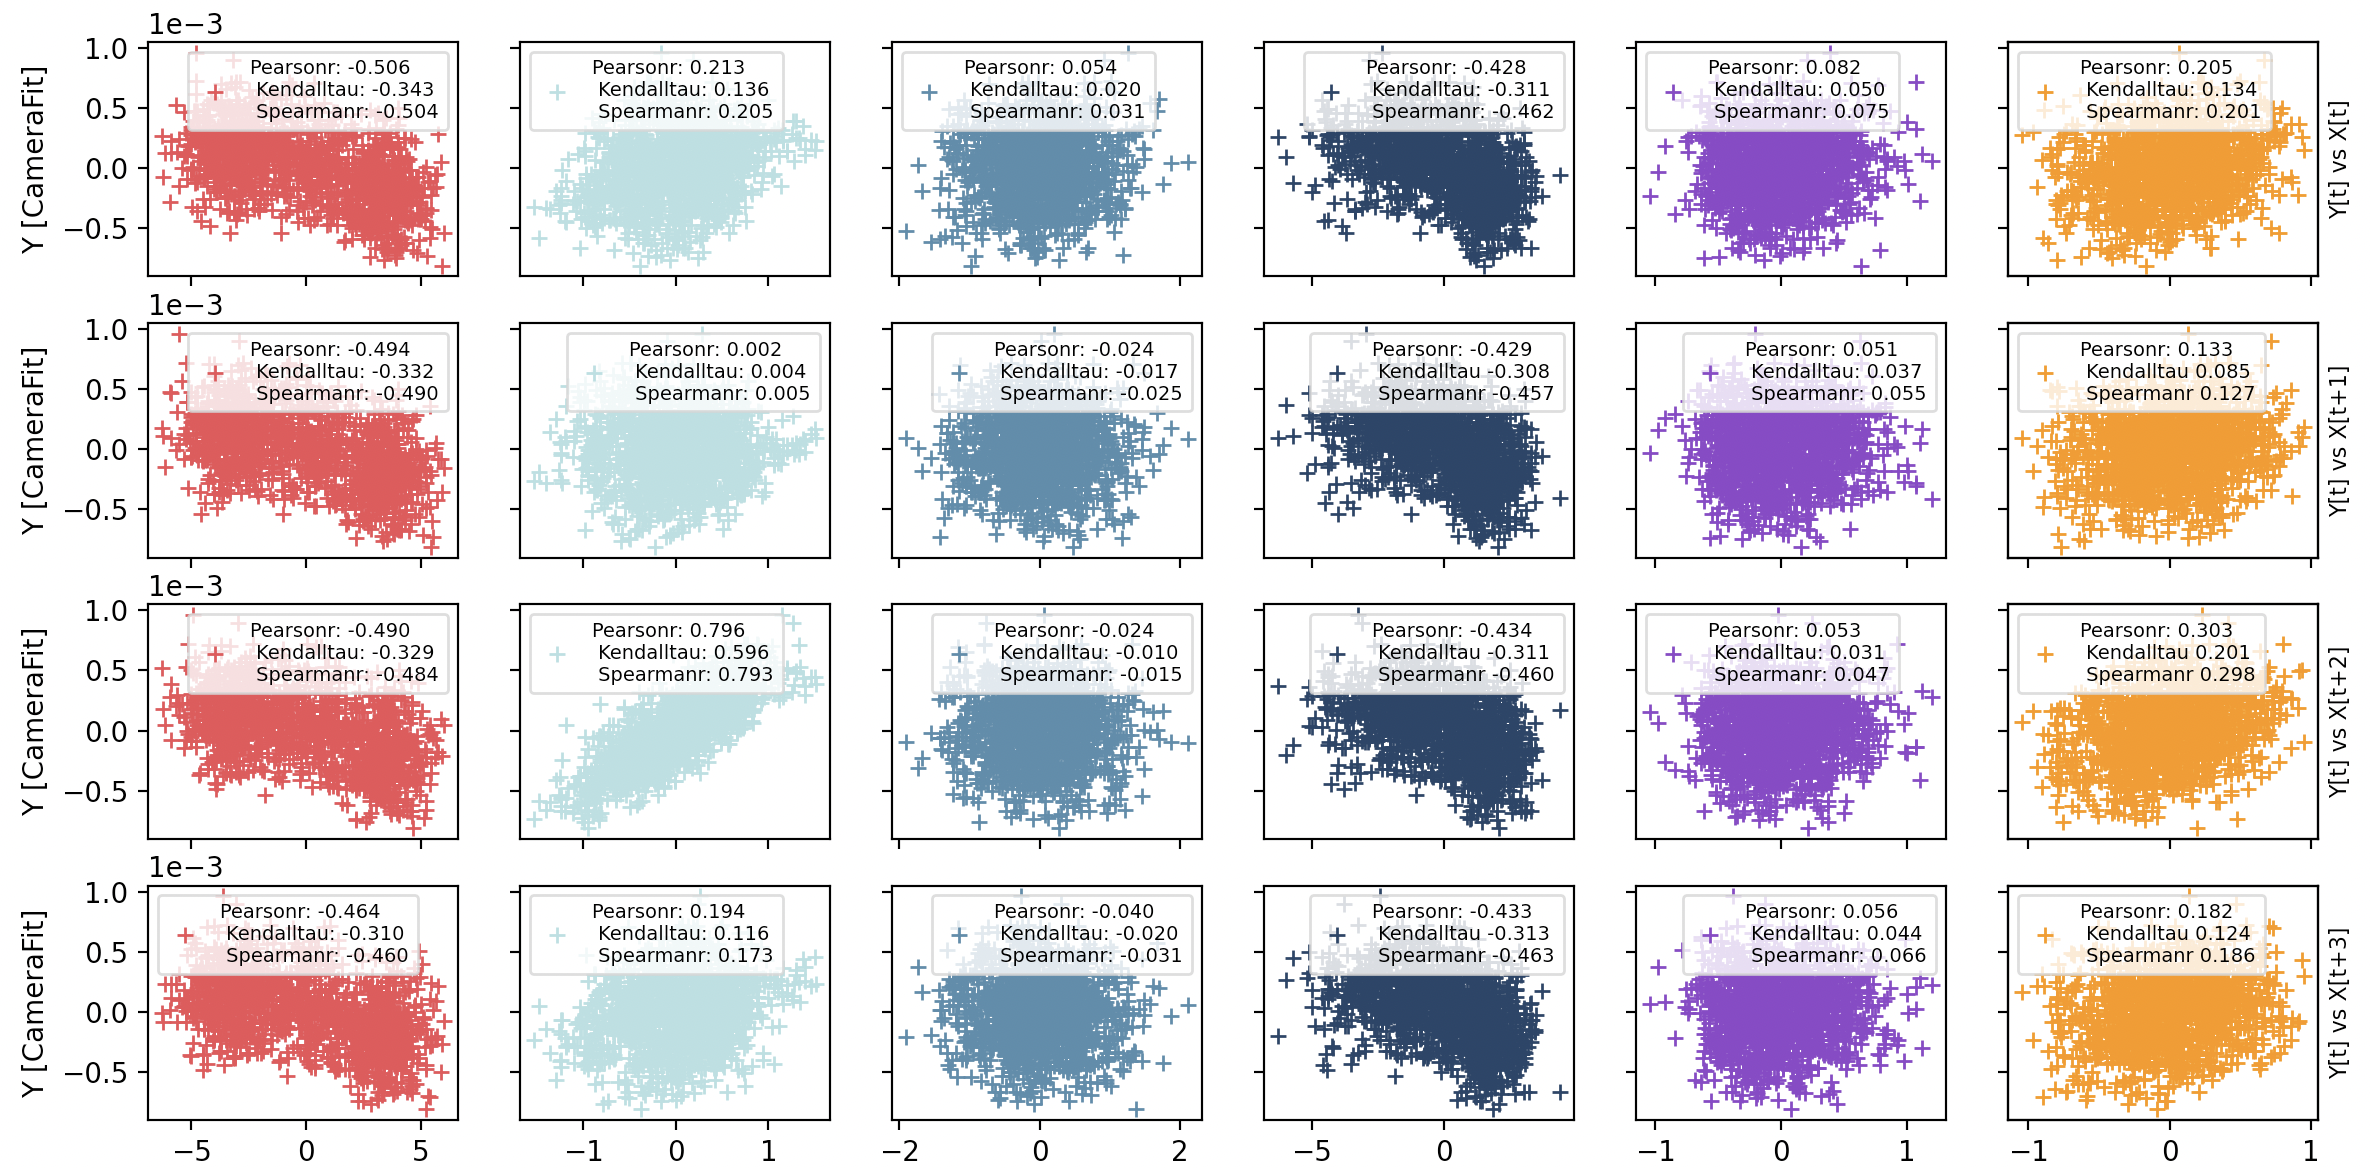 1e−3
1.0
0.5
0.0
−0.5
Y [CameraFit]
Pearsonr: -0.506
Kendalltau: -0.343
Spearmanr: -0.504
Pearsonr: 0.213
Kendalltau: 0.136
Spearmanr: 0.205
Pearsonr: 0.054
Kendalltau: 0.020
Spearmanr: 0.031
Pearsonr: -0.428
Kendalltau: -0.311
Spearmanr: -0.462
Pearsonr: 0.082
Kendalltau: 0.050
Spearmanr: 0.075
Pearsonr: 0.205
Kendalltau: 0.134
Spearmanr: 0.201
Y[t] vs X[t]
1e−3
1.0
0.5
0.0
−0.5
Y [CameraFit]
Pearsonr: -0.494
Kendalltau: -0.332
Spearmanr: -0.490
Pearsonr: 0.002
Kendalltau: 0.004
Spearmanr: 0.005
Pearsonr: -0.024
Kendalltau: -0.017
Spearmanr: -0.025
Pearsonr: -0.429
Kendalltau -0.308
Spearmanr -0.457
Pearsonr: 0.051
Kendalltau: 0.037
Spearmanr: 0.055
Pearsonr: 0.133
Kendalltau 0.085
Spearmanr 0.127
Y[t] vs X[t+1]
1e−3
1.0
0.5
0.0
−0.5
Y [CameraFit]
Pearsonr: -0.490
Kendalltau: -0.329
Spearmanr: -0.484
Pearsonr: 0.796
Kendalltau: 0.596
Spearmanr: 0.793
Pearsonr: -0.024
Kendalltau: -0.010
Spearmanr: -0.015
Pearsonr: -0.434
Kendalltau -0.311
Spearmanr -0.460
Pearsonr: 0.053
Kendalltau: 0.031
Spearmanr: 0.047
Pearsonr: 0.303
Kendalltau 0.201
Spearmanr 0.298
Y[t] vs X[t+2]
1e−3
1.0
0.5
0.0
−0.5
Y [CameraFit]
Pearsonr: -0.464
Kendalltau: -0.310
Spearmanr: -0.460
Pearsonr: 0.194
Kendalltau: 0.116
Spearmanr: 0.173
Pearsonr: -0.040
Kendalltau: -0.020
Spearmanr: -0.031
Pearsonr: -0.433
Kendalltau -0.313
Spearmanr -0.463
Pearsonr: 0.056
Kendalltau: 0.044
Spearmanr: 0.066
Pearsonr: 0.182
Kendalltau 0.124
Spearmanr 0.186
Y[t] vs X[t+3]
−5 0 5
−1 0 1
−2 0 2
−5 0
−1 0 1
−1 0 1